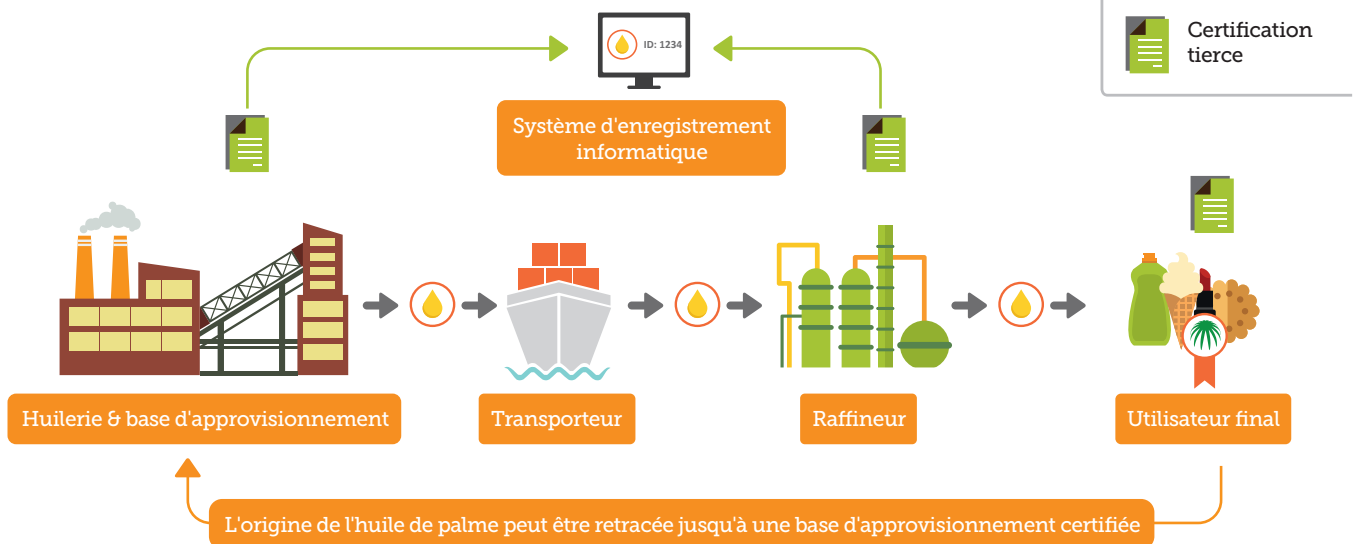 Certification
tierce
ID: 1234
Système d'enregistrement
informatique
Huilerie & base d'approvisionnement
Transporteur
Raffineur
Utilisateur final
L'origine de l'huile de palme peut être retracée jusqu'à une base d'approvisionnement certifiée